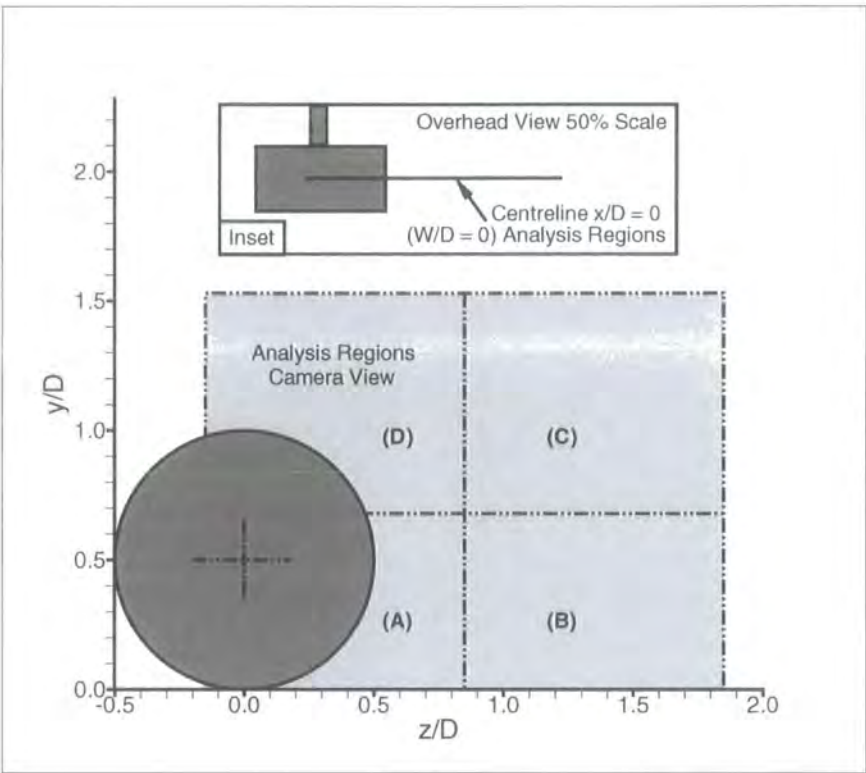 Overhead View 50% Scale
Centreline x/D = 0
(W/D = 0) Analysis Regions
Inset
Analysis Regions
Camera View
(D)
(C)
(A)
(B)
y/D
2.0
1.5
1.0
0.5
0.0
-0.5
0.0
0.5
1.0
1.5
2.0
z/D